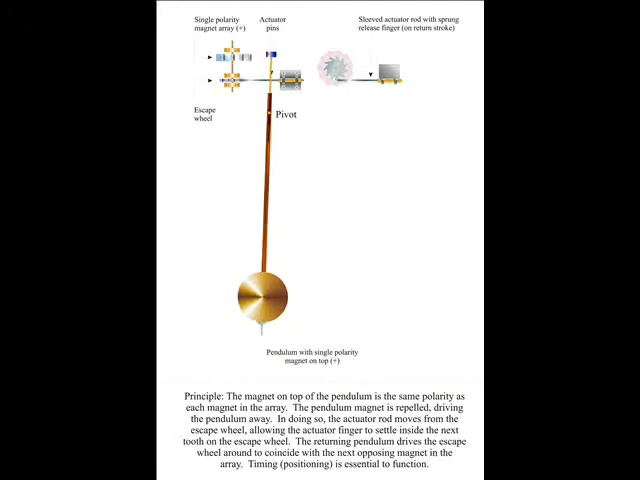 Single polarity
magnet array (+)
Actuator
pins
Sleeved actuator rod with sprung
release finger (on return stroke)
Escape
wheel
Pivot
Pendulum with single polarity
magnet on top (+)
Principle: The magnet on top of the pendulum is the same polarity as
each magnet in the array. The pendulum magnet is repelled, driving
the pendulum away. In doing so, the actuator rod moves from the
escape wheel, allowing the actuator finger to settle inside the next
tooth on the escape wheel. The returning pendulum drives the escape
wheel around to coincide with the next opposing magnet in the
array. Timing (positioning) is essential to function.